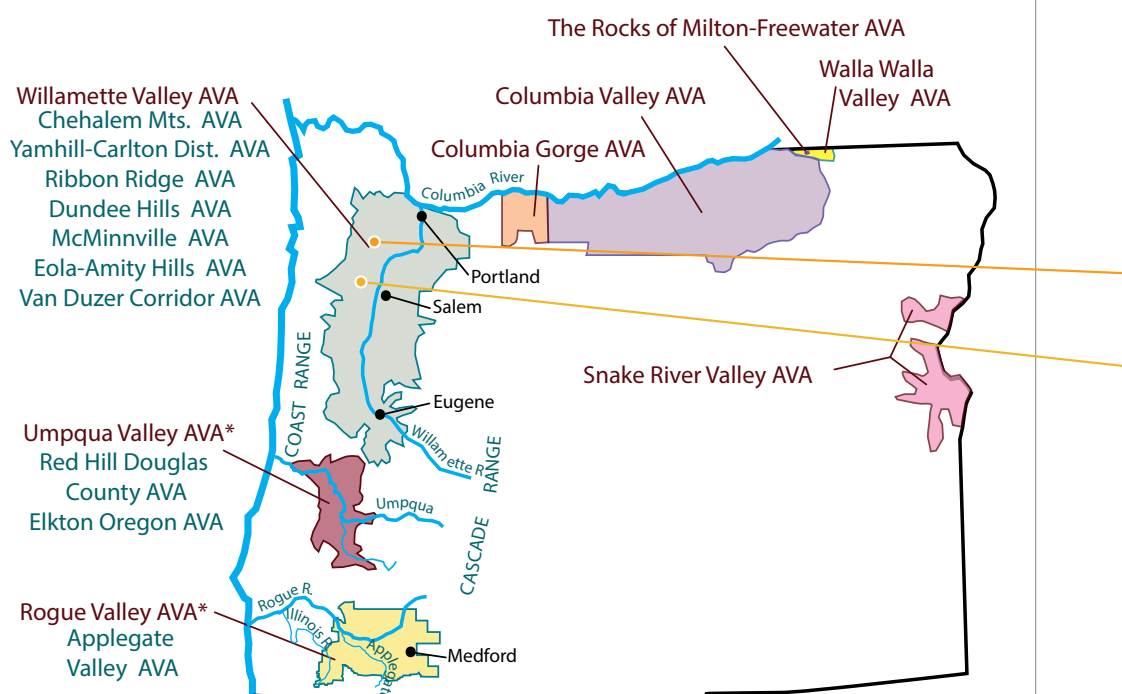 The Rocks of Milton-Freewater AVA
Walla Walla
Valley AVA
Columbia Valley AVA
Columbia Gorge AVA
Willamette Valley AVA
Chehalem Mts. AVA
Yamhill-Carlton Dist. AVA
Ribbon Ridge AVA
Dundee Hills AVA
McMinnville AVA
Eola-Amity Hills AVA
Van Duzer Corridor AVA
Columbia River
Portland
Salem
COAST RANGE
Snake River Valley AVA
Eugene
Willamette R.
CASCADE RANGE
Umpqua Valley AVA*
Red Hill Douglas
County AVA
Elkton Oregon AVA
Umpqua
Rogue R.
Illinois R.
Rogue Valley AVA*
Applegate
Valley AVA
Applegate
Medford